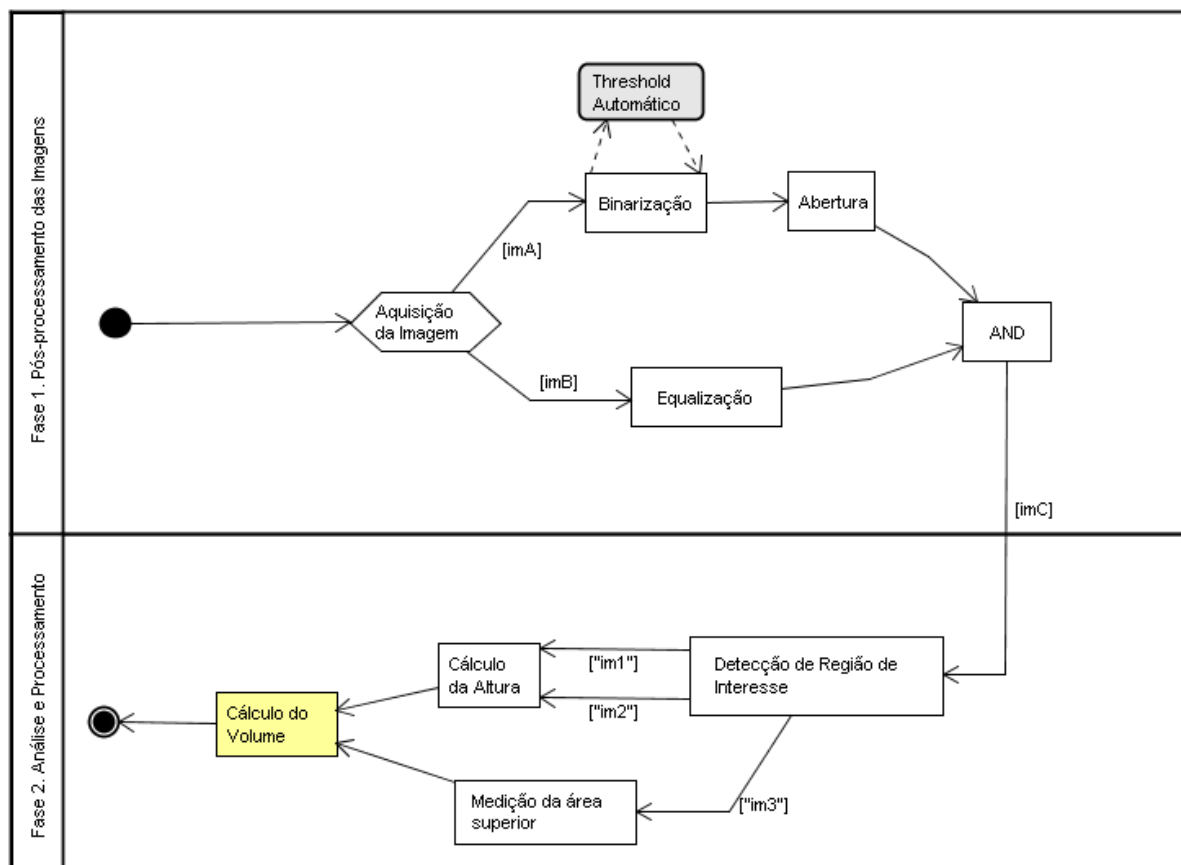 Fase 1. Pós-processamento das Imagens
Threshold
Automático
Binarização
Abertura
[imA]
Aquisição
da Imagem
AND
[imB]
Equalização
[imC]
Fase 2. Análise e Processamento
["im1"]
Cálculo
da Altura
Detecção de Região de
Interesse
["im2"]
Cálculo do
Volume
Medição da área
superior
["im3"]